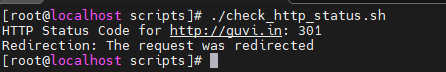 [root@localhost scripts]# ./check_http_status.sh
HTTP Status Code for http://guvi.in: 301
Redirection: The request was redirected
[root@localhost scripts]#